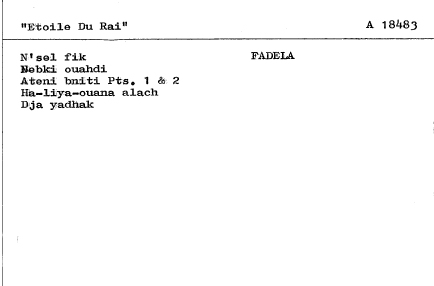 "Etoile Du Rai" A 18483
N'sel fik FADELA
Nebki ouahdi
Ateni bniti Pts. 1 & 2
Ha-liya-ouana alach
Dja yadhak